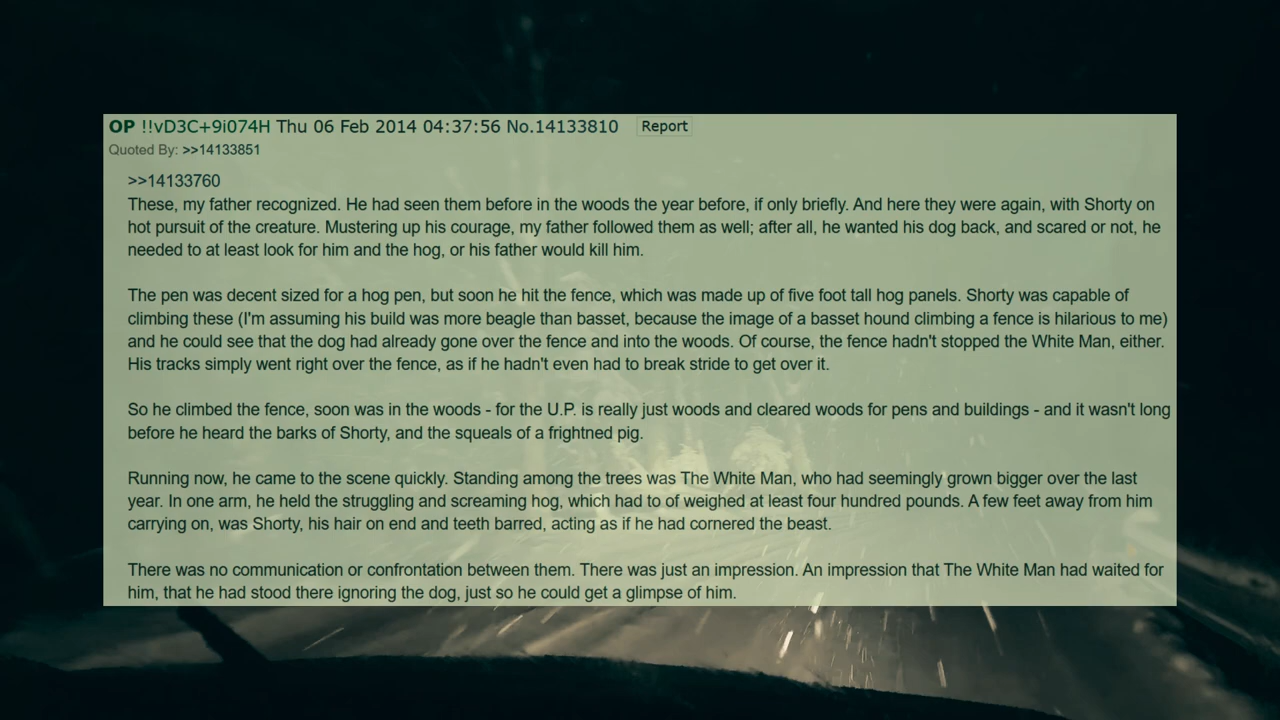 OP !!vD3C+9i074H Thu 06 Feb 2014 04:37:56 No.14133810 Report
Quoted By: >>14133851
>>14133760
These, my father recognized. He had seen them before in the woods the year before, if only briefly. And here they were again, with Shorty on
hot pursuit of the creature. Mustering up his courage, my father followed them as well; after all, he wanted his dog back, and scared or not, he
needed to at least look for him and the hog, or his father would kill him.
The pen was decent sized for a hog pen, but soon he hit the fence, which was made up of five foot tall hog panels. Shorty was capable of
climbing these (I'm assuming his build was more beagle than basset, because the image of a basset hound climbing a fence is hilarious to me)
and he could see that the dog had already gone over the fence and into the woods. Of course, the fence hadn't stopped the White Man, either.
His tracks simply went right over the fence, as if he hadn't even had to break stride to get over it.
So he climbed the fence, soon was in the woods - for the U.P. is really just woods and cleared woods for pens and buildings - and it wasn't long
before he heard the barks of Shorty, and the squeals of a frightned pig.
Running now, he came to the scene quickly. Standing among the trees was The White Man, who had seemingly grown bigger over the last
year. In one arm, he held the struggling and screaming hog, which had to of weighed at least four hundred pounds. A few feet away from him
carrying on, was Shorty, his hair on end and teeth barred, acting as if he had cornered the beast.
There was no communication or confrontation between them. There was just an impression. An impression that The White Man had waited for
him, that he had stood there ignoring the dog, just so he could get a glimpse of him.